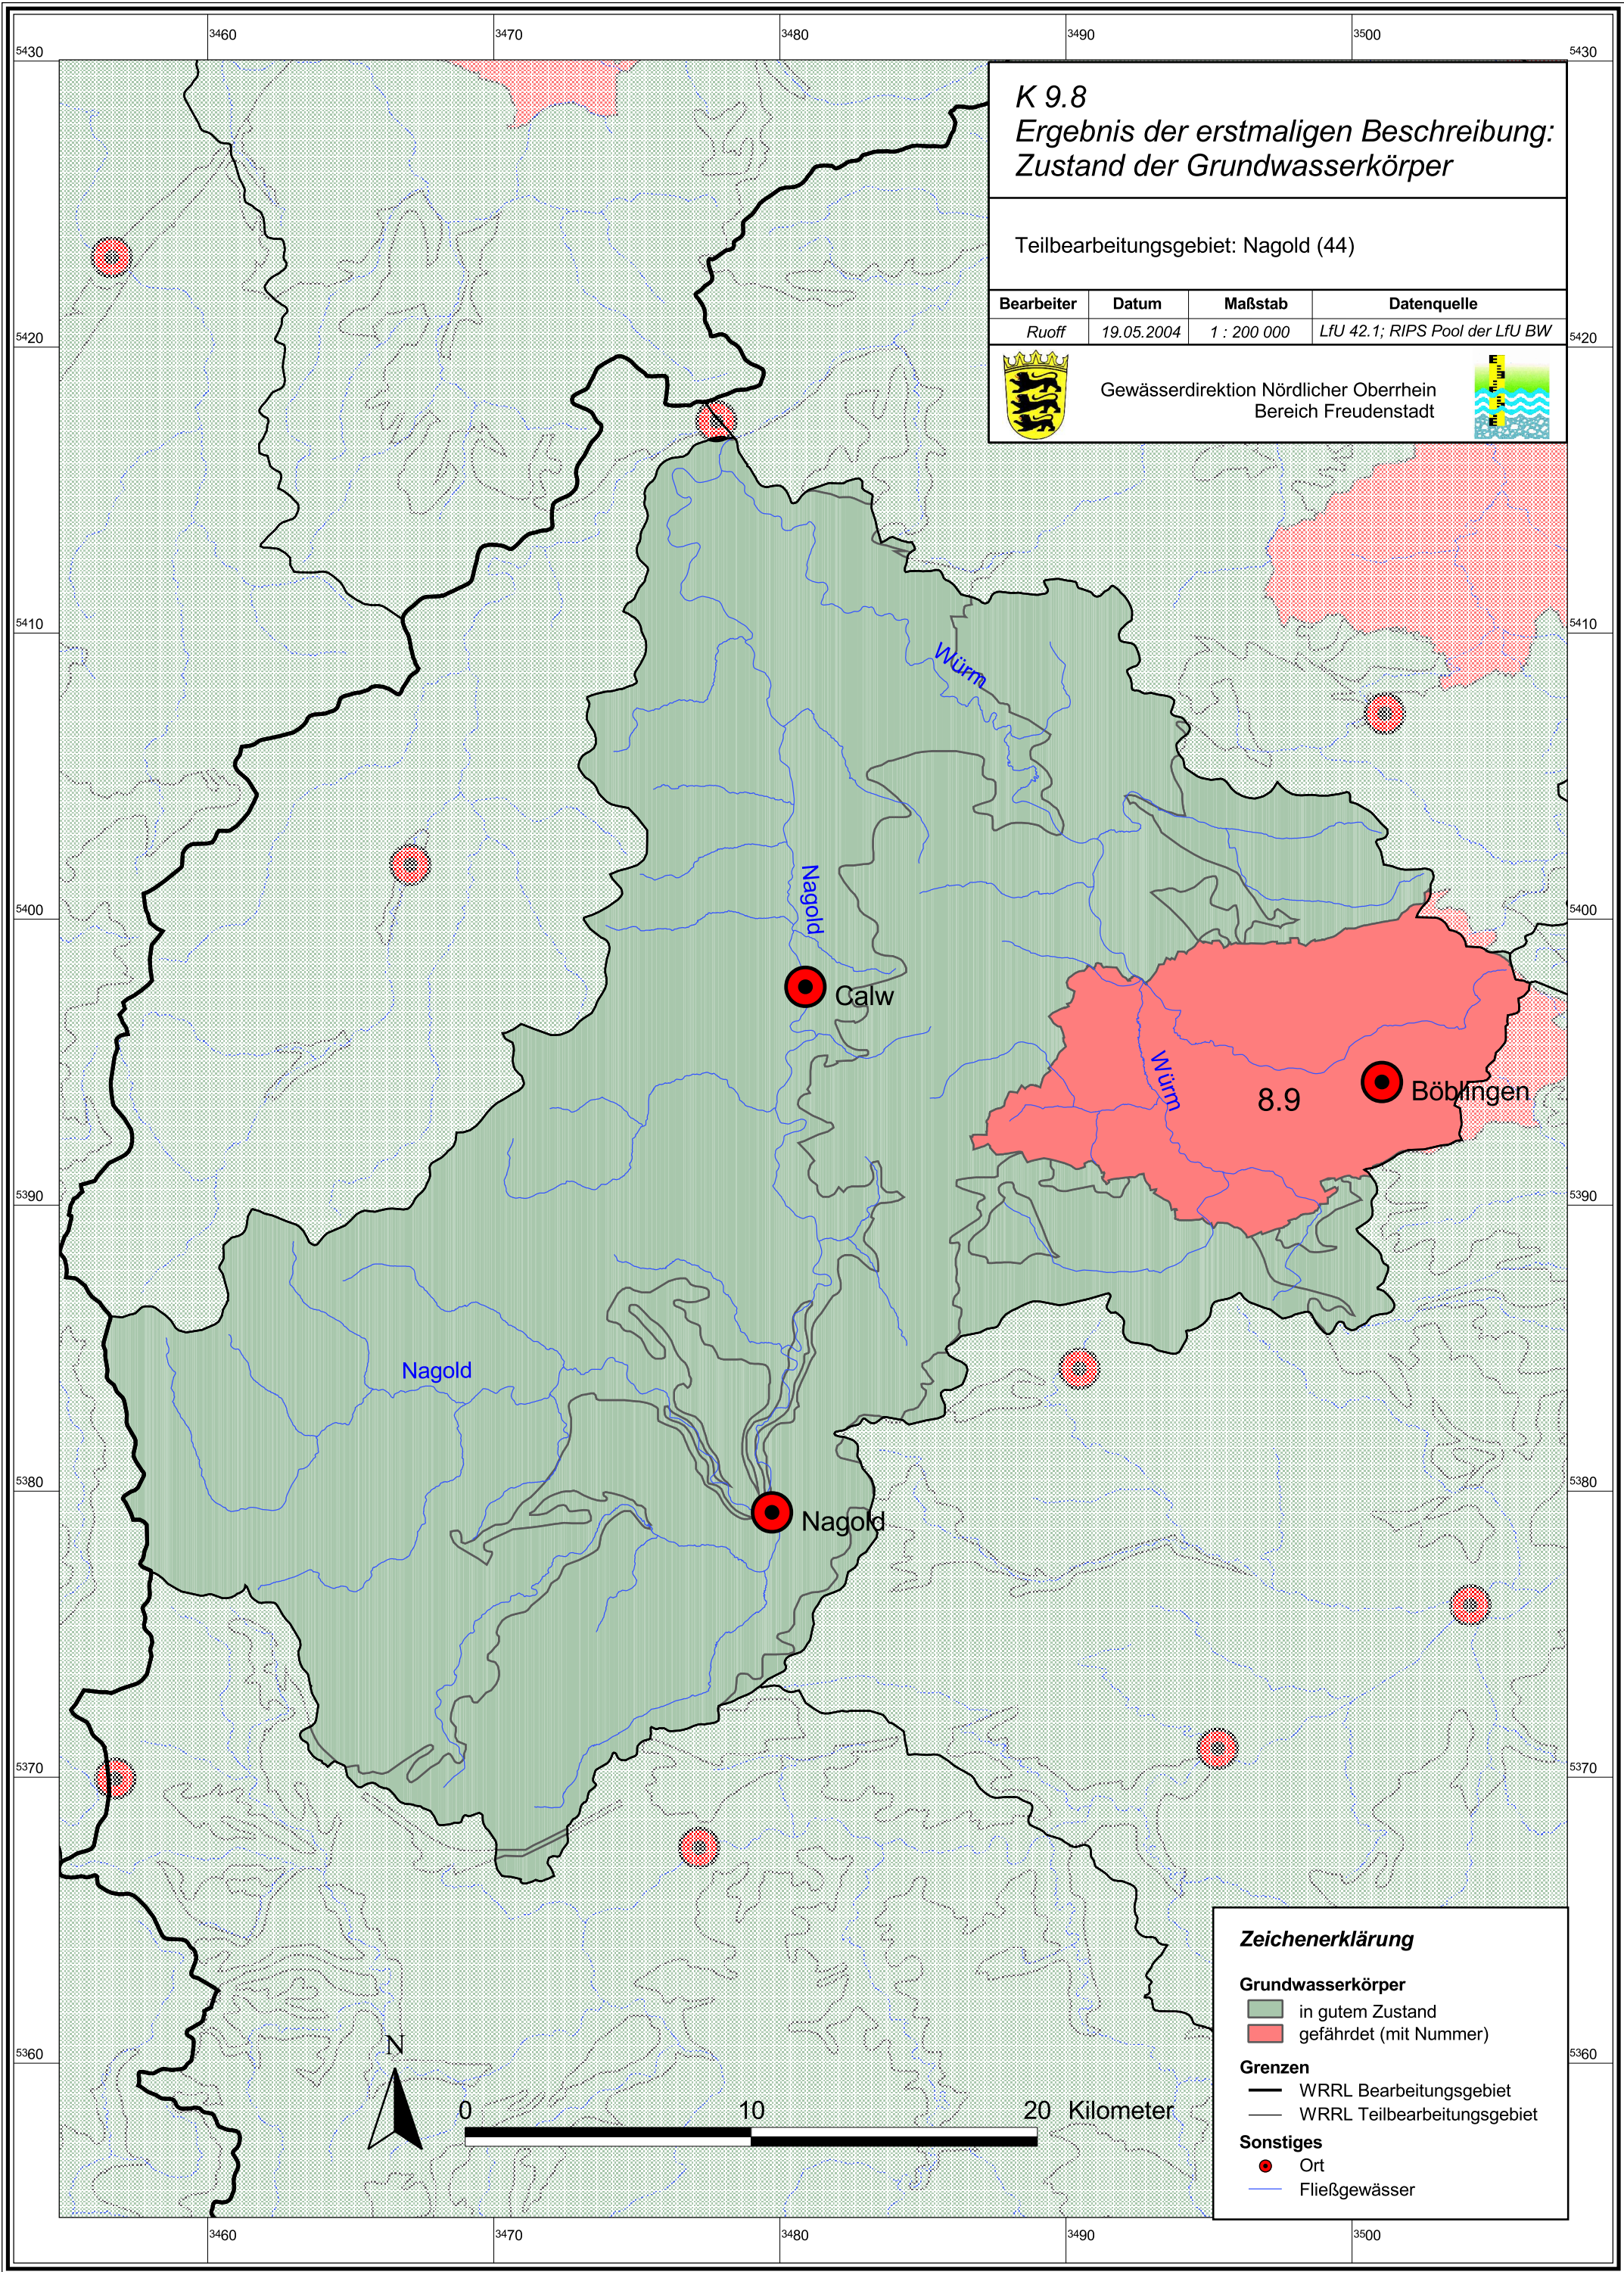 3460 3470 3480 3490 3500
5430 5430
K 9.8
Ergebnis der erstmaligen Beschreibung:
Zustand der Grundwasserkörper
Teilbearbeitungsgebiet: Nagold (44)
Bearbeiter Datum Maßstab Datenquelle
Ruoff 19.05.2004 1 : 200 000 LfU 42.1; RIPS Pool der LfU BW
5420 5420
Gewässerdirektion Nördlicher Oberrhein
Bereich Freudenstadt
5410 5410
Würm
Nagold
5400 5400
Calw
Würm
8.9
Böblingen
5390 5390
Nagold
5380 5380
Nagold
5370 5370
Zeichenerklärung
Grundwasserkörper
in gutem Zustand
gefährdet (mit Nummer)
5360 5360
N
Grenzen
WRRL Bearbeitungsgebiet
0 10 20 Kilometer
WRRL Teilbearbeitungsgebiet
Sonstiges
Ort
Fließgewässer
3460 3470 3480 3490 3500